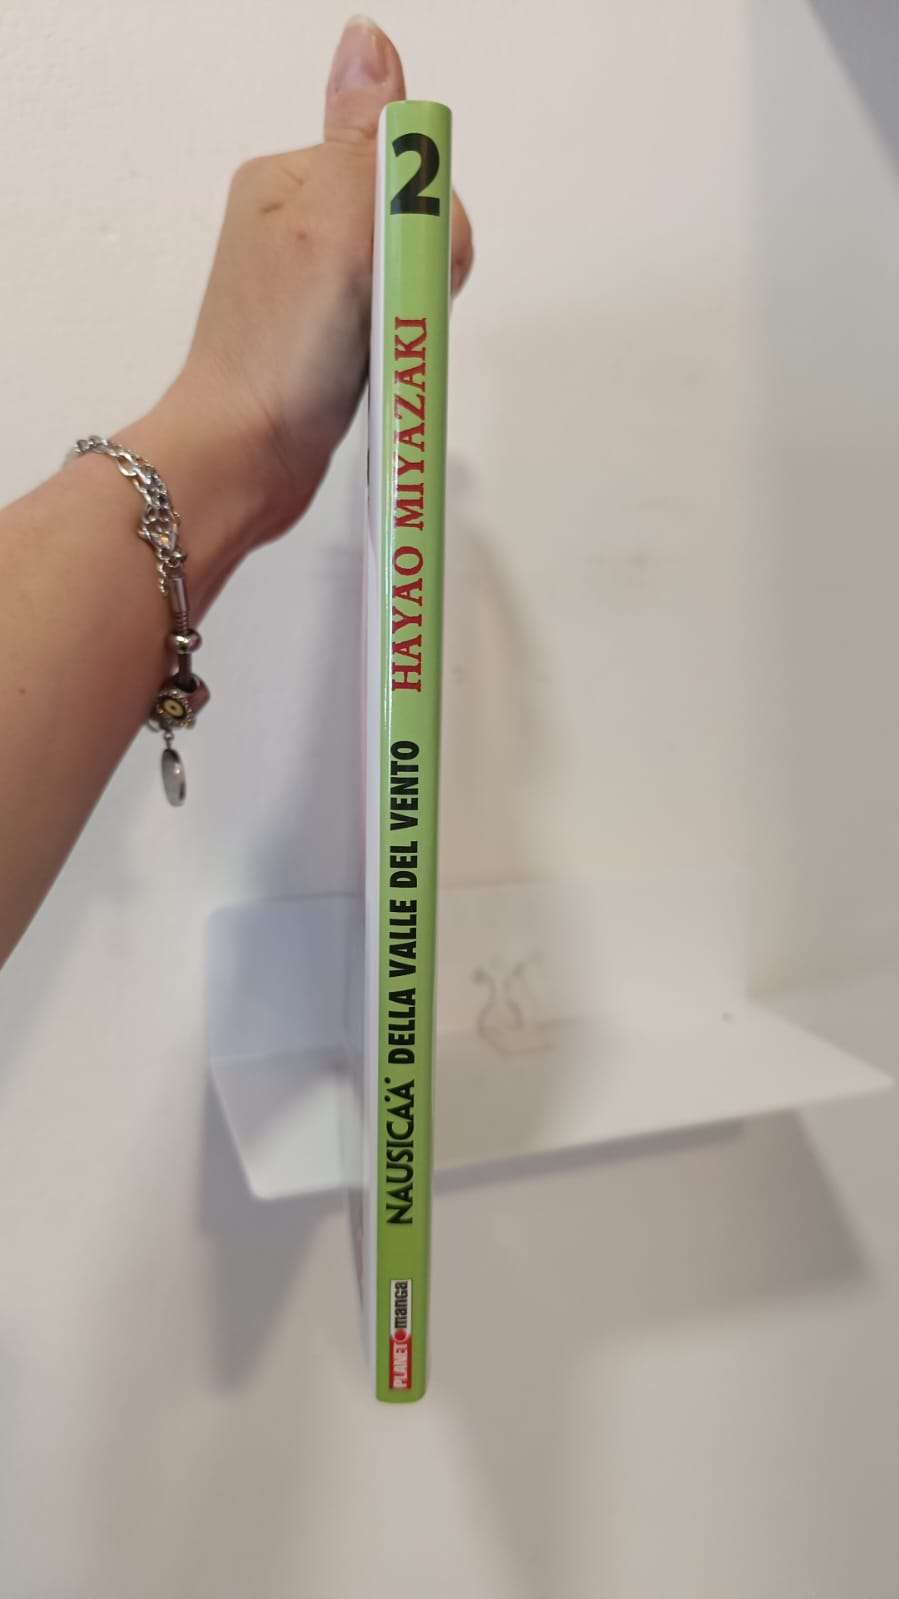 2
HAYAO MIYAZAKI
NAUSICAÄ DELLA VALLE DEL VENTO
PLANET manga